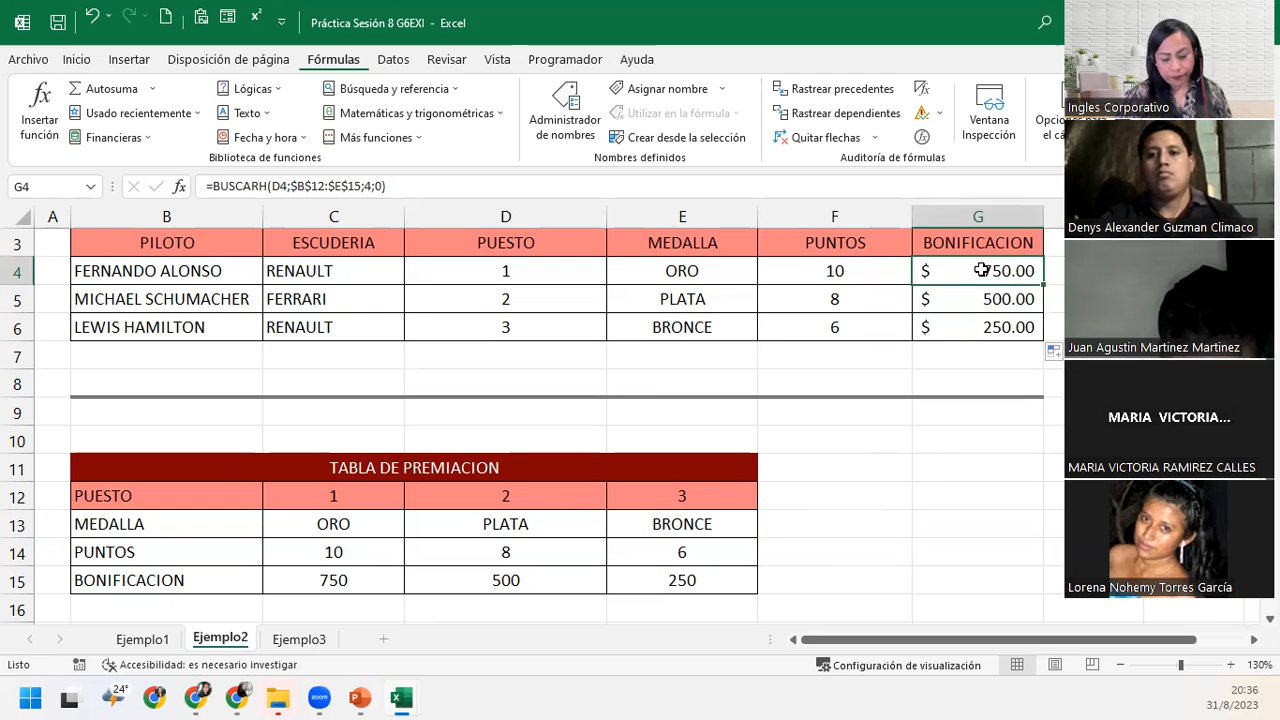 Práctica Sesión 8 G8EXI - Excel
Archivo Inicio Insertar Disposición de página Fórmulas Ayuda
Insertar función
Autosuma
Usado recientemente
Financieras
Lógicas
Texto
Fecha y hora
Búsqueda y referencia
Matemáticas y trigonométricas
Más funciones
Biblioteca de funciones
Administrador de nombres
Asignar nombre
Utilizar en la fórmula
Crear desde la selección
Nombres definidos
Rastrear precedentes
Rastrear dependientes
Quitar flechas
Auditoría de fórmulas
Ventana Inspección
G4 fx =BUSCARH(D4;$B$12:$E$15;4;0)
A B C D E F G
3 PILOTO ESCUDERIA PUESTO MEDALLA PUNTOS BONIFICACION
4 FERNANDO ALONSO RENAULT 1 ORO 10 $ 750.00
5 MICHAEL SCHUMACHER FERRARI 2 PLATA 8 $ 500.00
6 LEWIS HAMILTON RENAULT 3 BRONCE 6 $ 250.00
7
8
9
10
11 TABLA DE PREMIACION
12 PUESTO 1 2 3
13 MEDALLA ORO PLATA BRONCE
14 PUNTOS 10 8 6
15 BONIFICACION 750 500 250
16
Ejemplo1 Ejemplo2 Ejemplo3
Listo Accesibilidad: es necesario investigar Configuración de visualización 130%
24°
20:36
31/8/2023
Ingles Corporativo
Denys Alexander Guzman Climaco
Juan Agustin Martinez Martinez
MARIA VICTORIA...
MARIA VICTORIA RAMIREZ CALLES
Lorena Nohemy Torres García